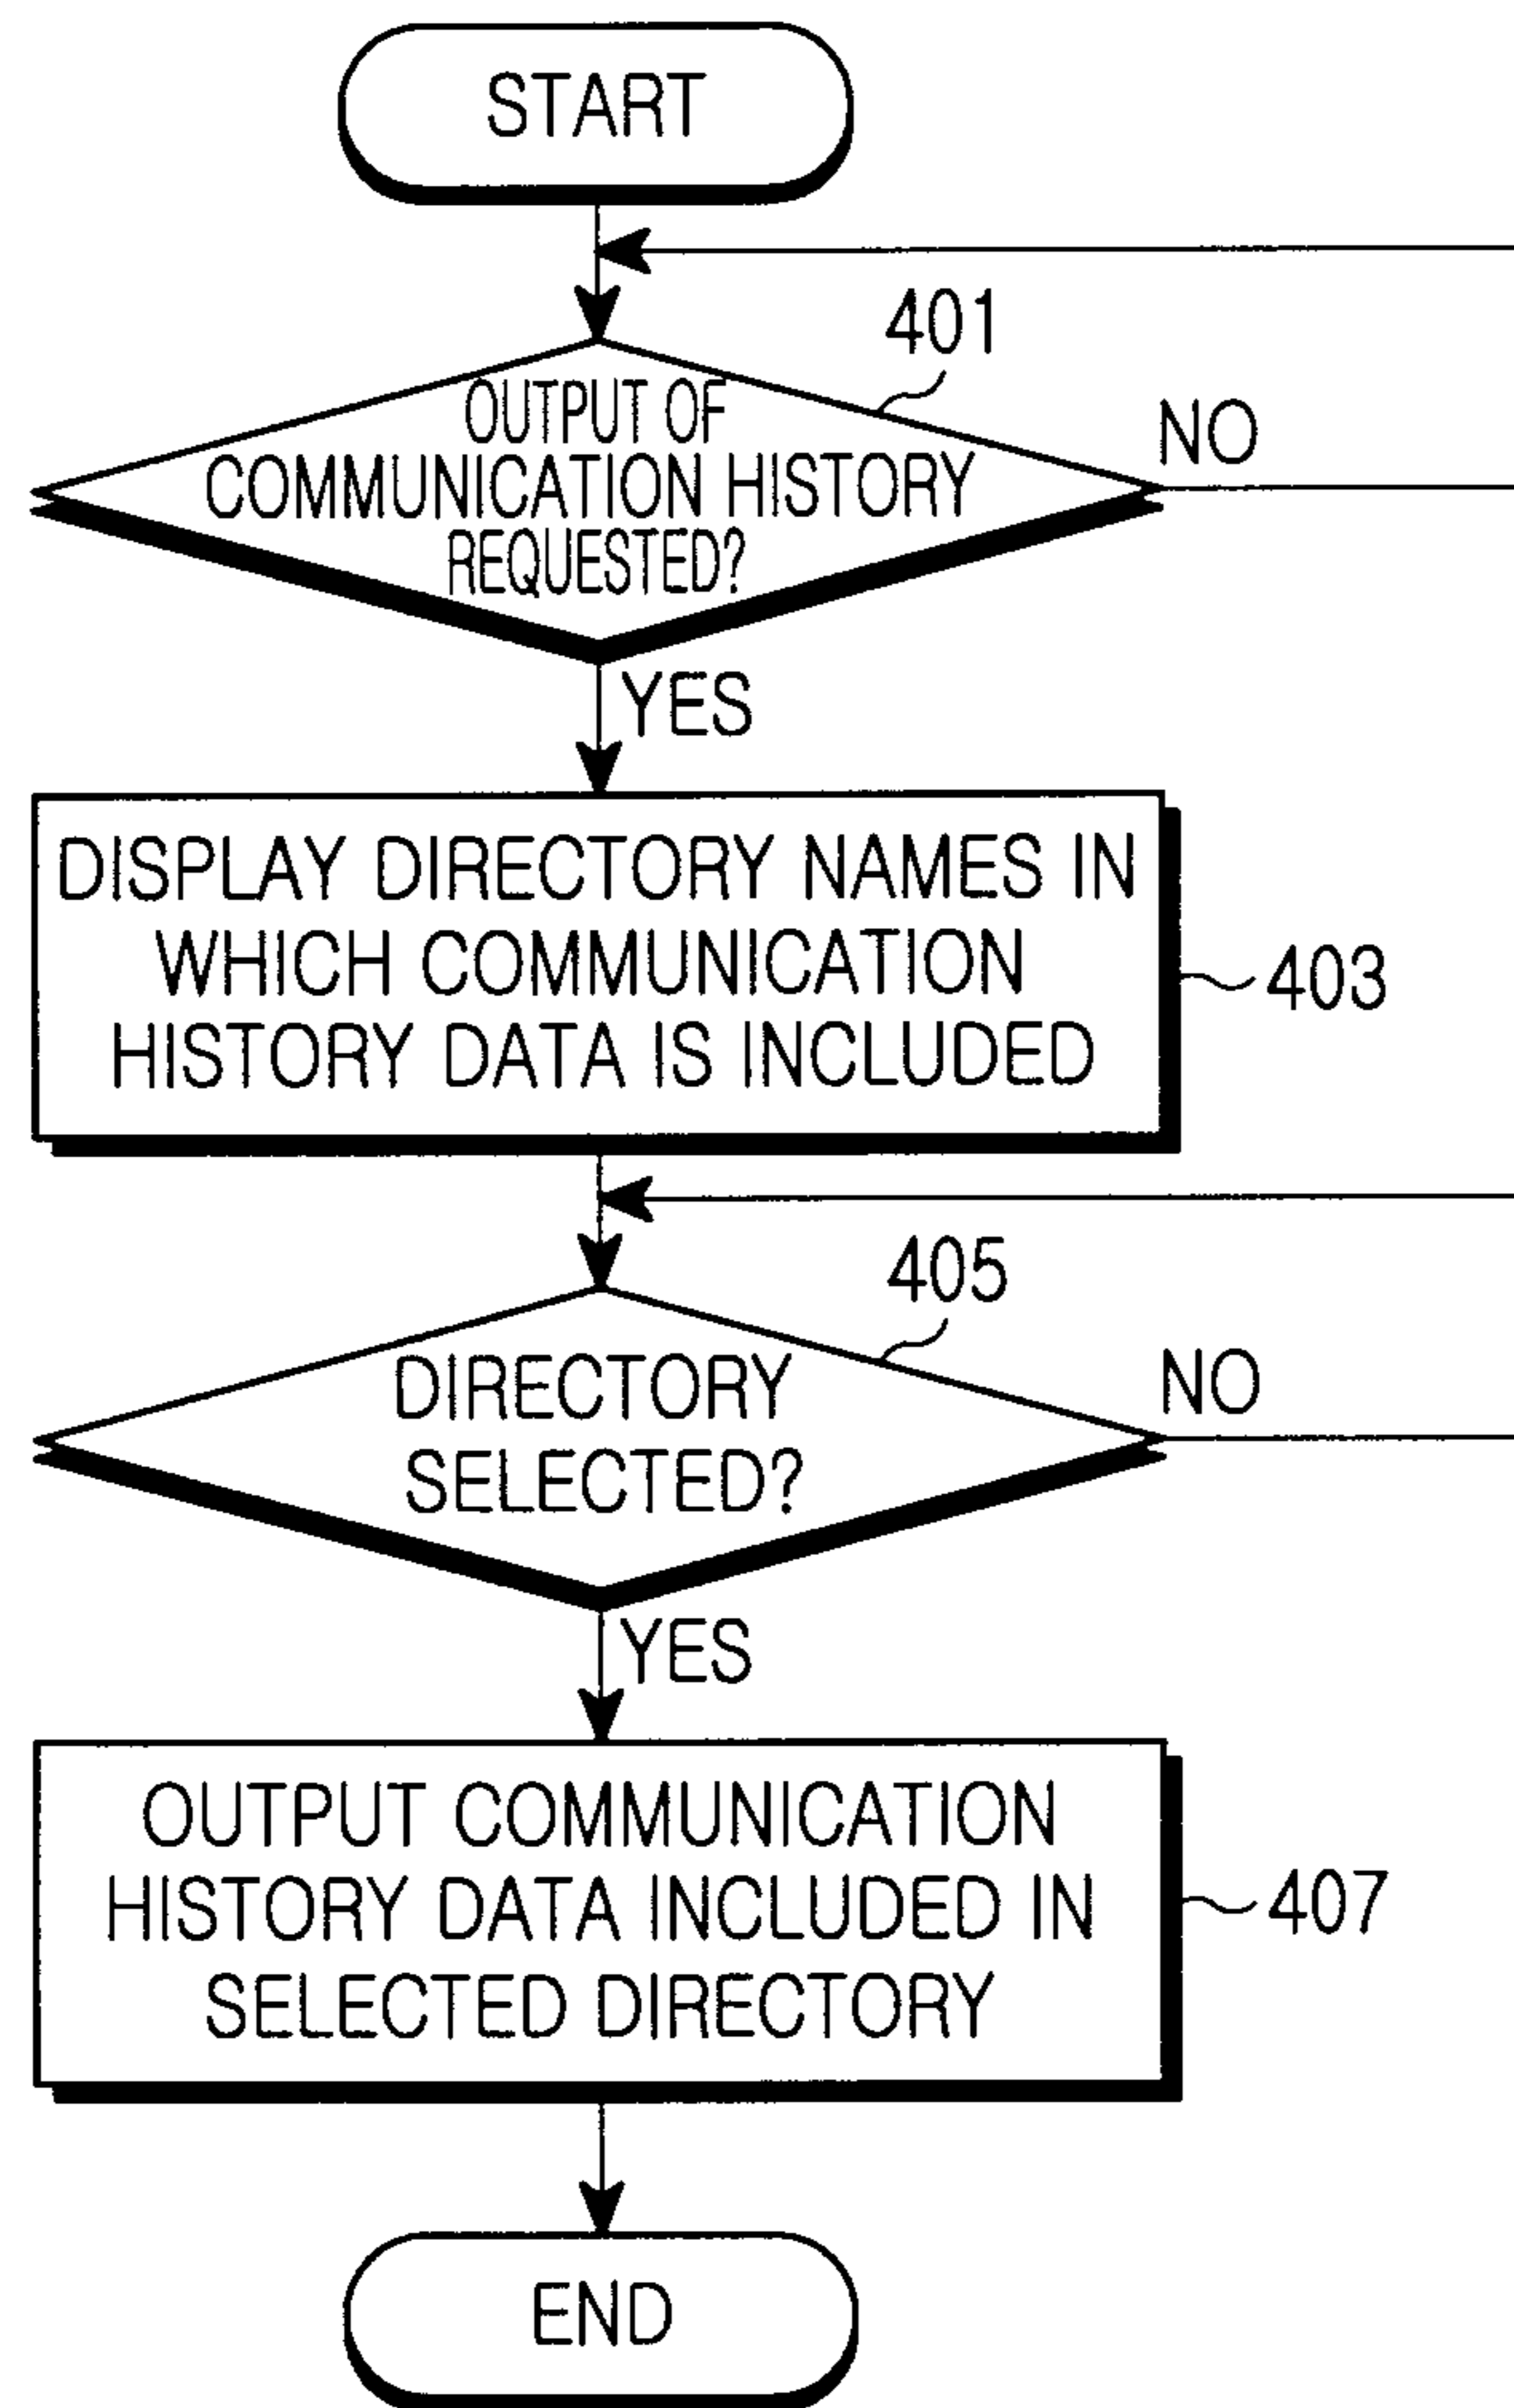 START
401
OUTPUT OF
COMMUNICATION HISTORY
REQUESTED?
NO
YES
DISPLAY DIRECTORY NAMES IN
WHICH COMMUNICATION
HISTORY DATA IS INCLUDED
403
405
DIRECTORY
SELECTED?
NO
YES
OUTPUT COMMUNICATION
HISTORY DATA INCLUDED IN
SELECTED DIRECTORY
407
END